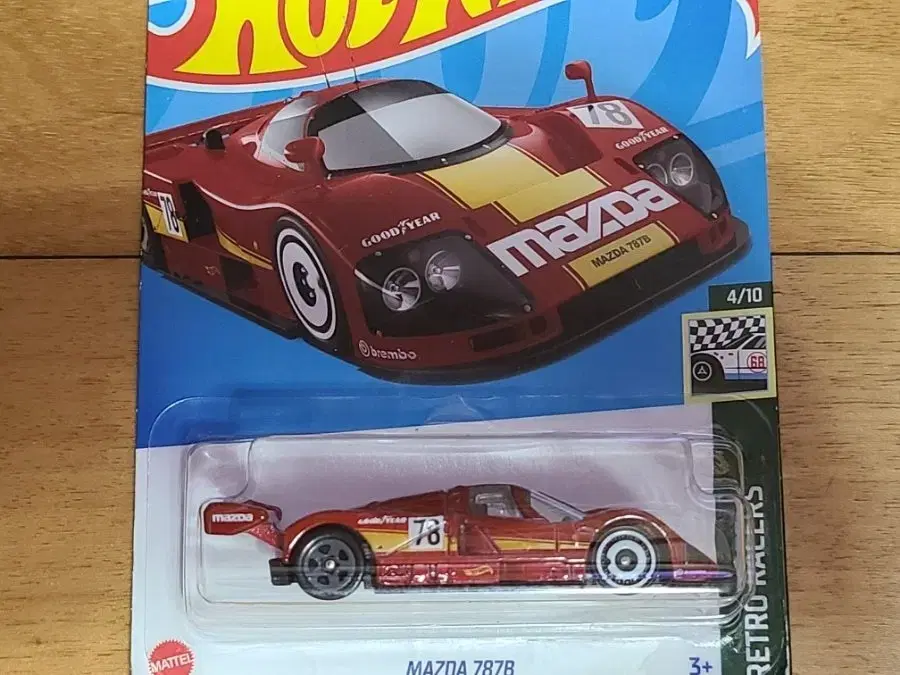 HOT WHEELS
78
GOODYEAR
78
GOODYEAR
mazda
MAZDA 787B
brembo
4/10
68
mazda
GOODYEAR
78
RETRO RACERS
MATTEL
MAZDA 787B
3+